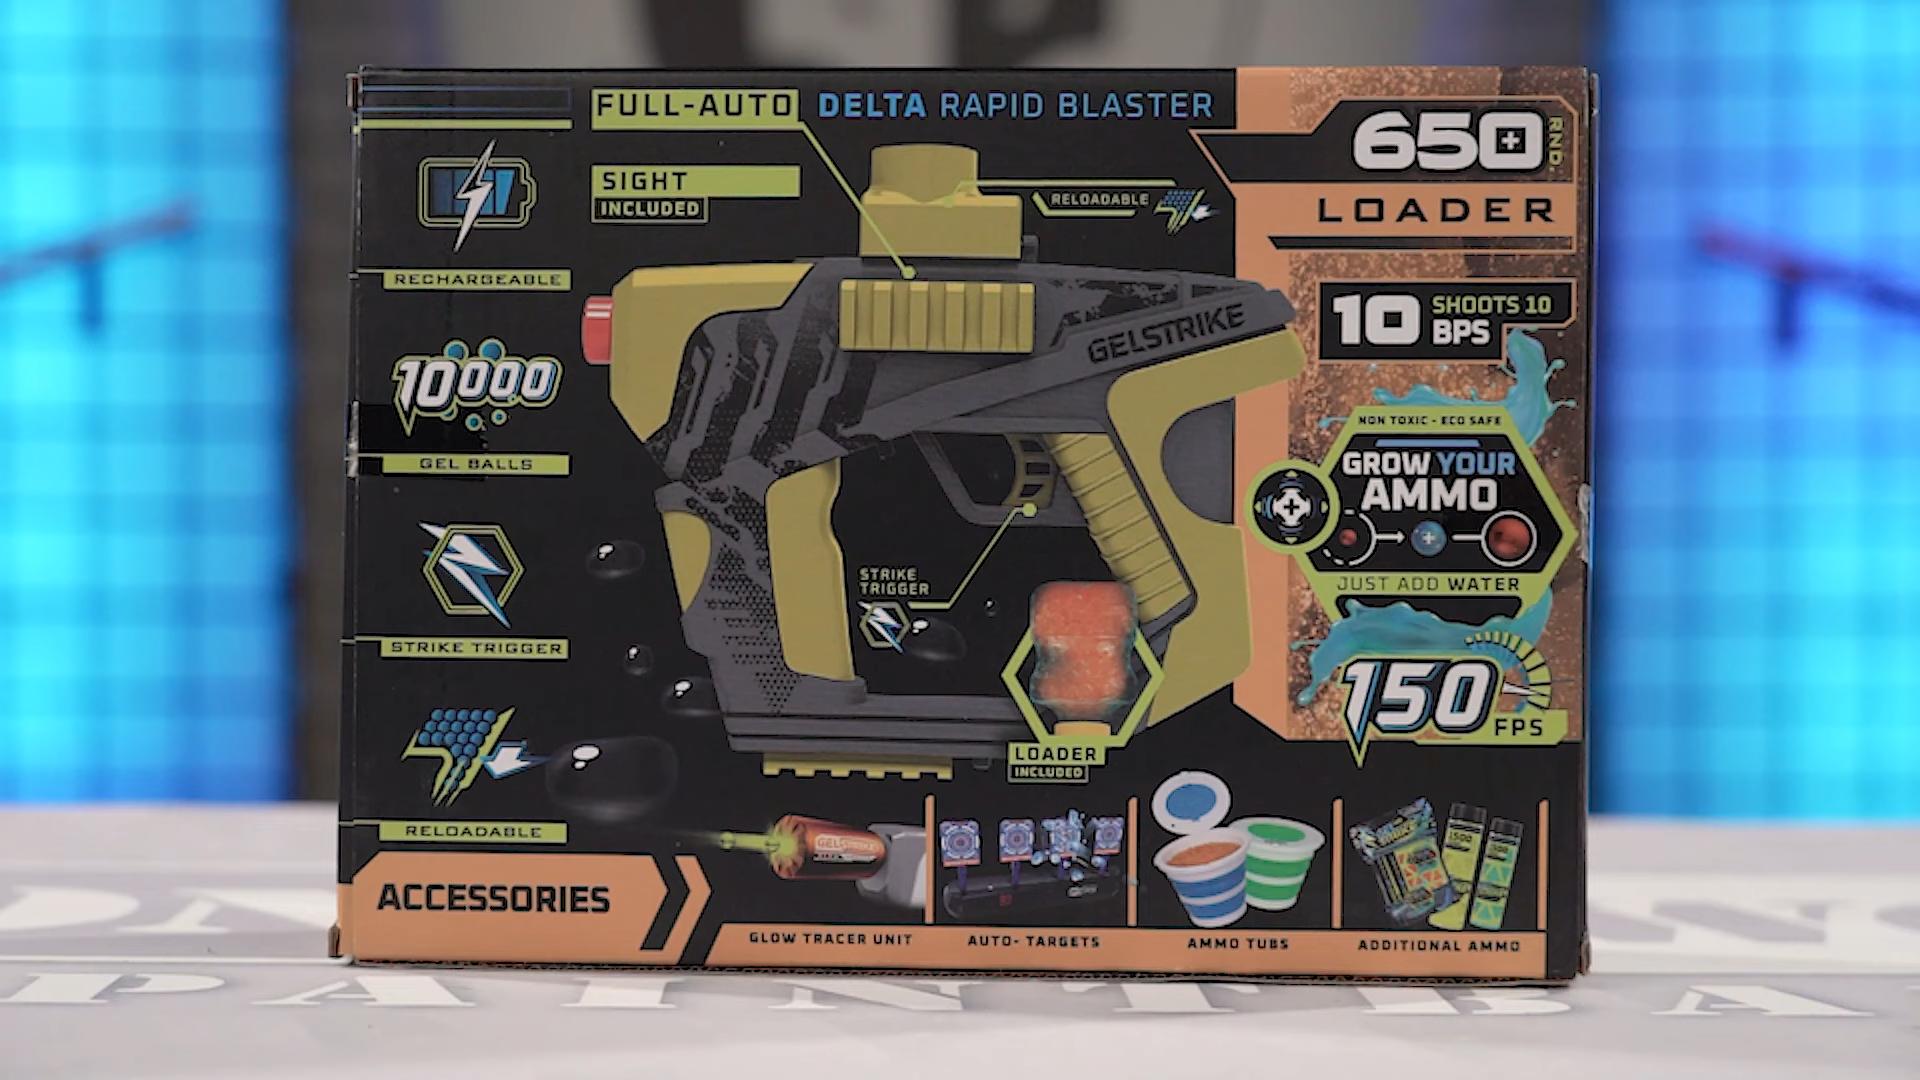 FULL-AUTO DELTA RAPID BLASTER
SIGHT
INCLUDED
RELOADABLE
650+
RND.
LOADER
10 SHOOTS 10
BPS
RECHARGEABLE
10000
GEL BALLS
STRIKE TRIGGER
RELOADABLE
GELSTRIKE
STRIKE
TRIGGER
LOADER
INCLUDED
NON TOXIC - ECO SAFE
GROW YOUR
AMMO
JUST ADD WATER
150
FPS
ACCESSORIES
GELSTRIKE
GLOW TRACER UNIT
AUTO- TARGETS
AMMO TUBS
ADDITIONAL AMMO
PAINTBA